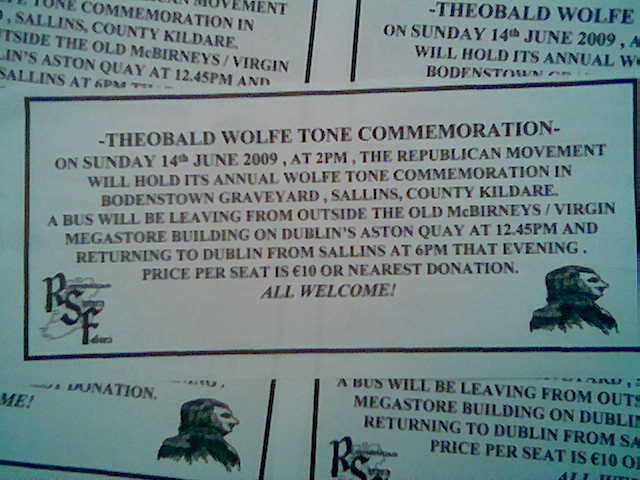 TONE COMMEMORATION IN
, SALLINS, COUNTY KILDARE.
TSIDE THE OLD McBIRNEYS / VIRGIN
LIN'S ASTON QUAY AT 12.45PM AND
SALLINS AT 6PM
-THEOBALD WOLFE
ON SUNDAY 14th JUNE 2009 ,
WILL HOLD ITS ANNUAL
-THEOBALD WOLFE TONE COMMEMORATION-
ON SUNDAY 14th JUNE 2009 , AT 2PM , THE REPUBLICAN MOVEMENT
WILL HOLD ITS ANNUAL WOLFE TONE COMMEMORATION IN
BODENSTOWN GRAVEYARD , SALLINS, COUNTY KILDARE.
A BUS WILL BE LEAVING FROM OUTSIDE THE OLD McBIRNEYS / VIRGIN
MEGASTORE BUILDING ON DUBLIN'S ASTON QUAY AT 12.45PM AND
RETURNING TO DUBLIN FROM SALLINS AT 6PM THAT EVENING .
PRICE PER SEAT IS €10 OR NEAREST DONATION.
ALL WELCOME!
RSF
DONATION.
ME!
A BUS WILL BE LEAVING FROM OUTS
MEGASTORE BUILDING ON DUBLI
RETURNING TO DUBLIN FROM SA
PRICE PER SEAT IS €10 O
RS